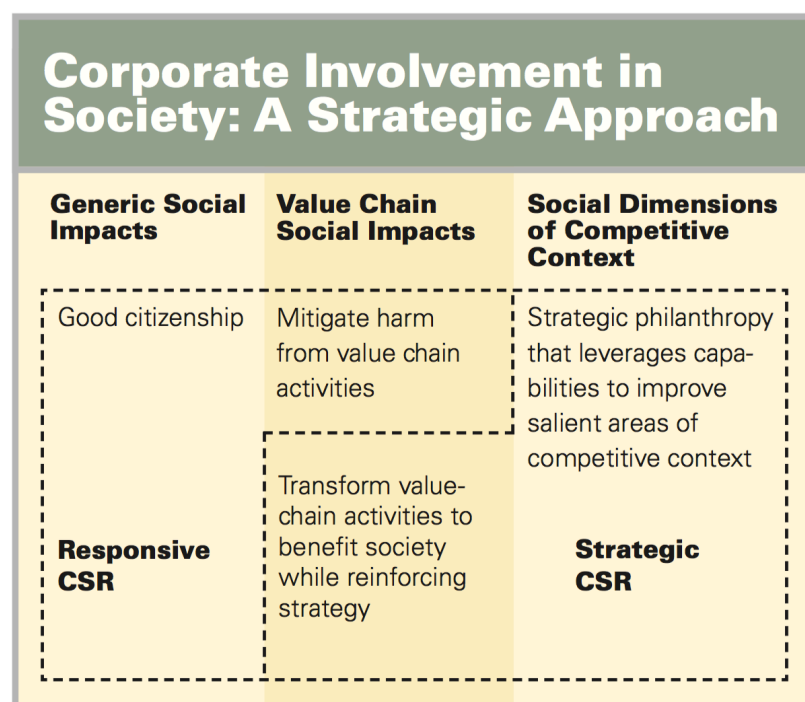 Corporate Involvement in
Society: A Strategic Approach
Generic Social
Impacts
Value Chain
Social Impacts
Social Dimensions
of Competitive
Context
Good citizenship
Mitigate harm
from value chain
activities
Strategic philanthropy
that leverages capa-
bilities to improve
salient areas of
competitive context
Transform value-
chain activities to
benefit society
while reinforcing
strategy
Responsive
CSR
Strategic
CSR